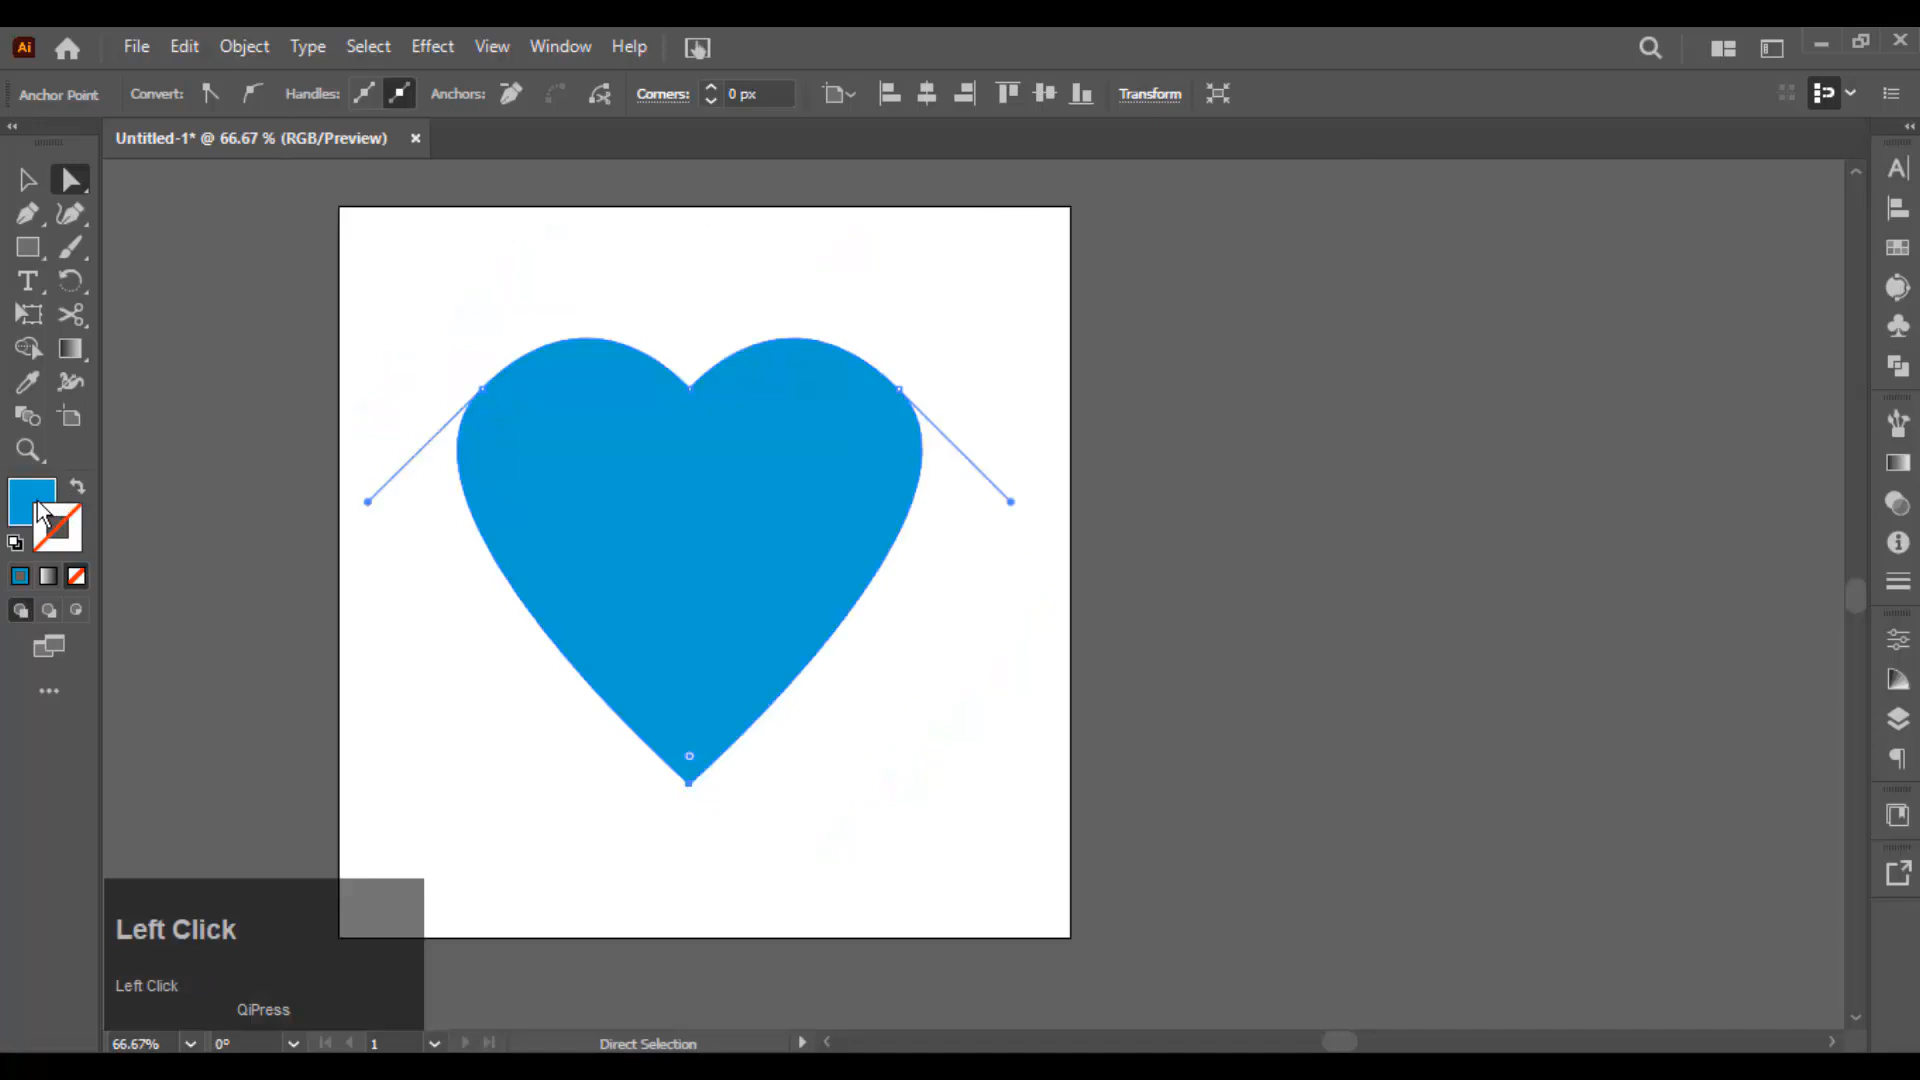 Ai File Edit Object Type Select Effect View Window Help
Anchor Point Convert: Handles: Anchors: Corners: 0 px Transform
Untitled-1* @ 66.67 % (RGB/Preview)
Left Click
Left Click
QiPress
66.67% 0° 1 Direct Selection